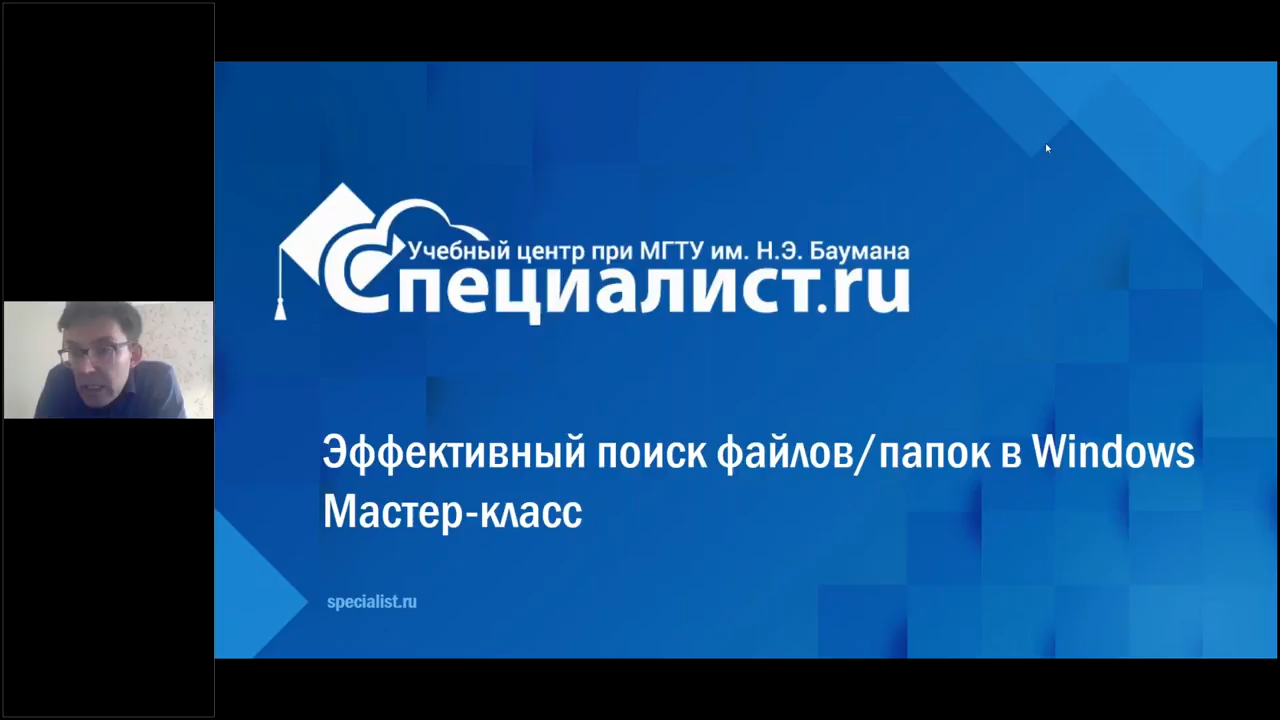 Учебный центр при МГТУ им. Н.Э. Баумана
Специалист.ru
Эффективный поиск файлов/папок в Windows
Мастер-класс
specialist.ru